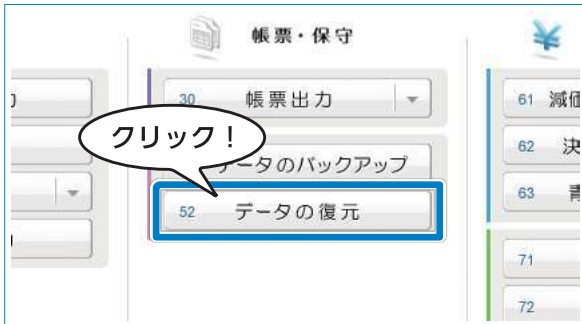 帳票・保守
30 帳票出力
クリック！
データのバックアップ
52 データの復元
61 減価
62 決
63 青
71
72